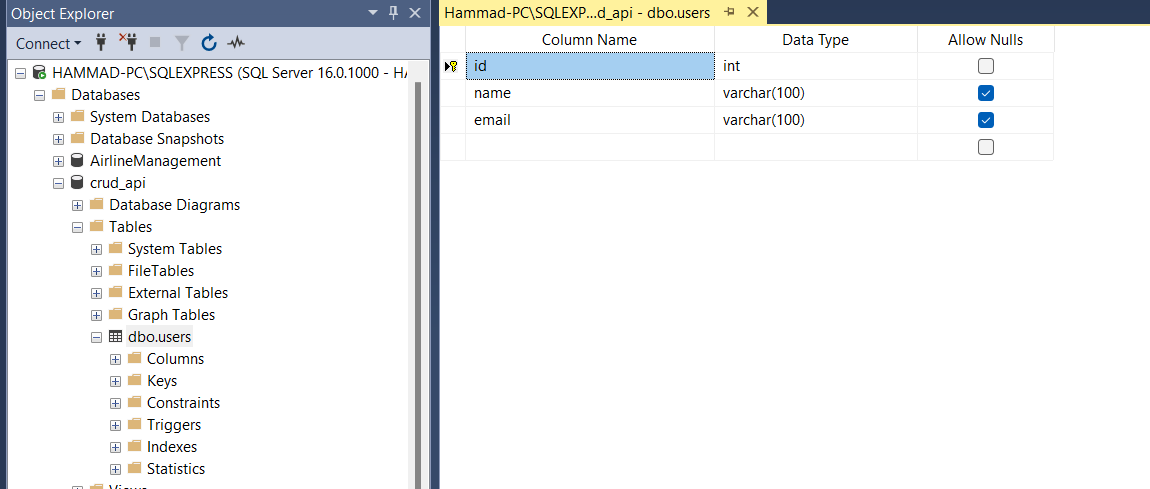 Object Explorer
Connect
HAMMAD-PC\SQLEXPRESS (SQL Server 16.0.1000 - HA
Databases
System Databases
Database Snapshots
AirlineManagement
crud_api
Database Diagrams
Tables
System Tables
FileTables
External Tables
Graph Tables
dbo.users
Columns
Keys
Constraints
Triggers
Indexes
Statistics
Views
Hammad-PC\SQLEXP...d_api - dbo.users
Column Name Data Type Allow Nulls
id int
name varchar(100)
email varchar(100)